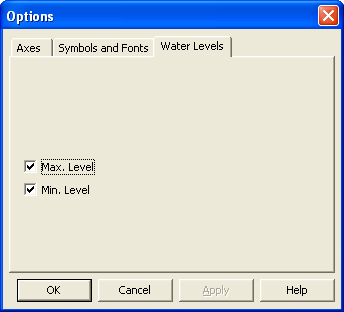 Options
Axes Symbols and Fonts Water Levels
Max. Level
Min. Level
OK Cancel Apply Help